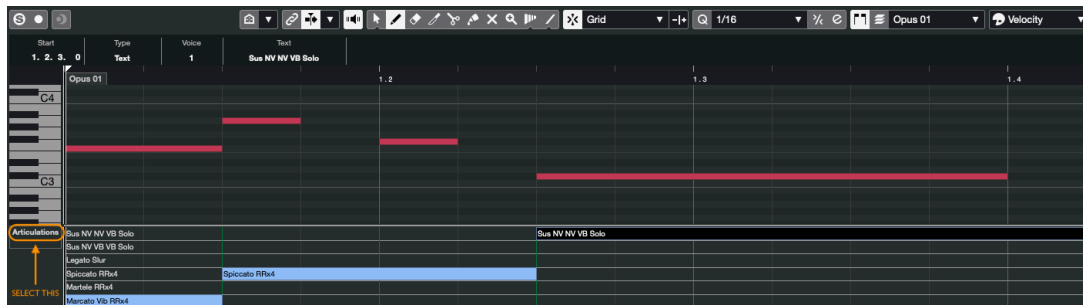 S
Grid
Q
1/16
e
Opus 01
Velocity
Start Type Voice Text
1. 2. 3. 0 Text 1 Sus NV NV VB Solo
Opus 01
1.2 1.3 1.4
C4
C3
Articulations
Sus NV NV VB Solo Sus NV NV VB Solo
Sus NV VB VB Solo
Legato Slur
Spiccato RRx4 Spiccato RRx4
SELECT THIS
Martele RRx4
Marcato Vib RRx4